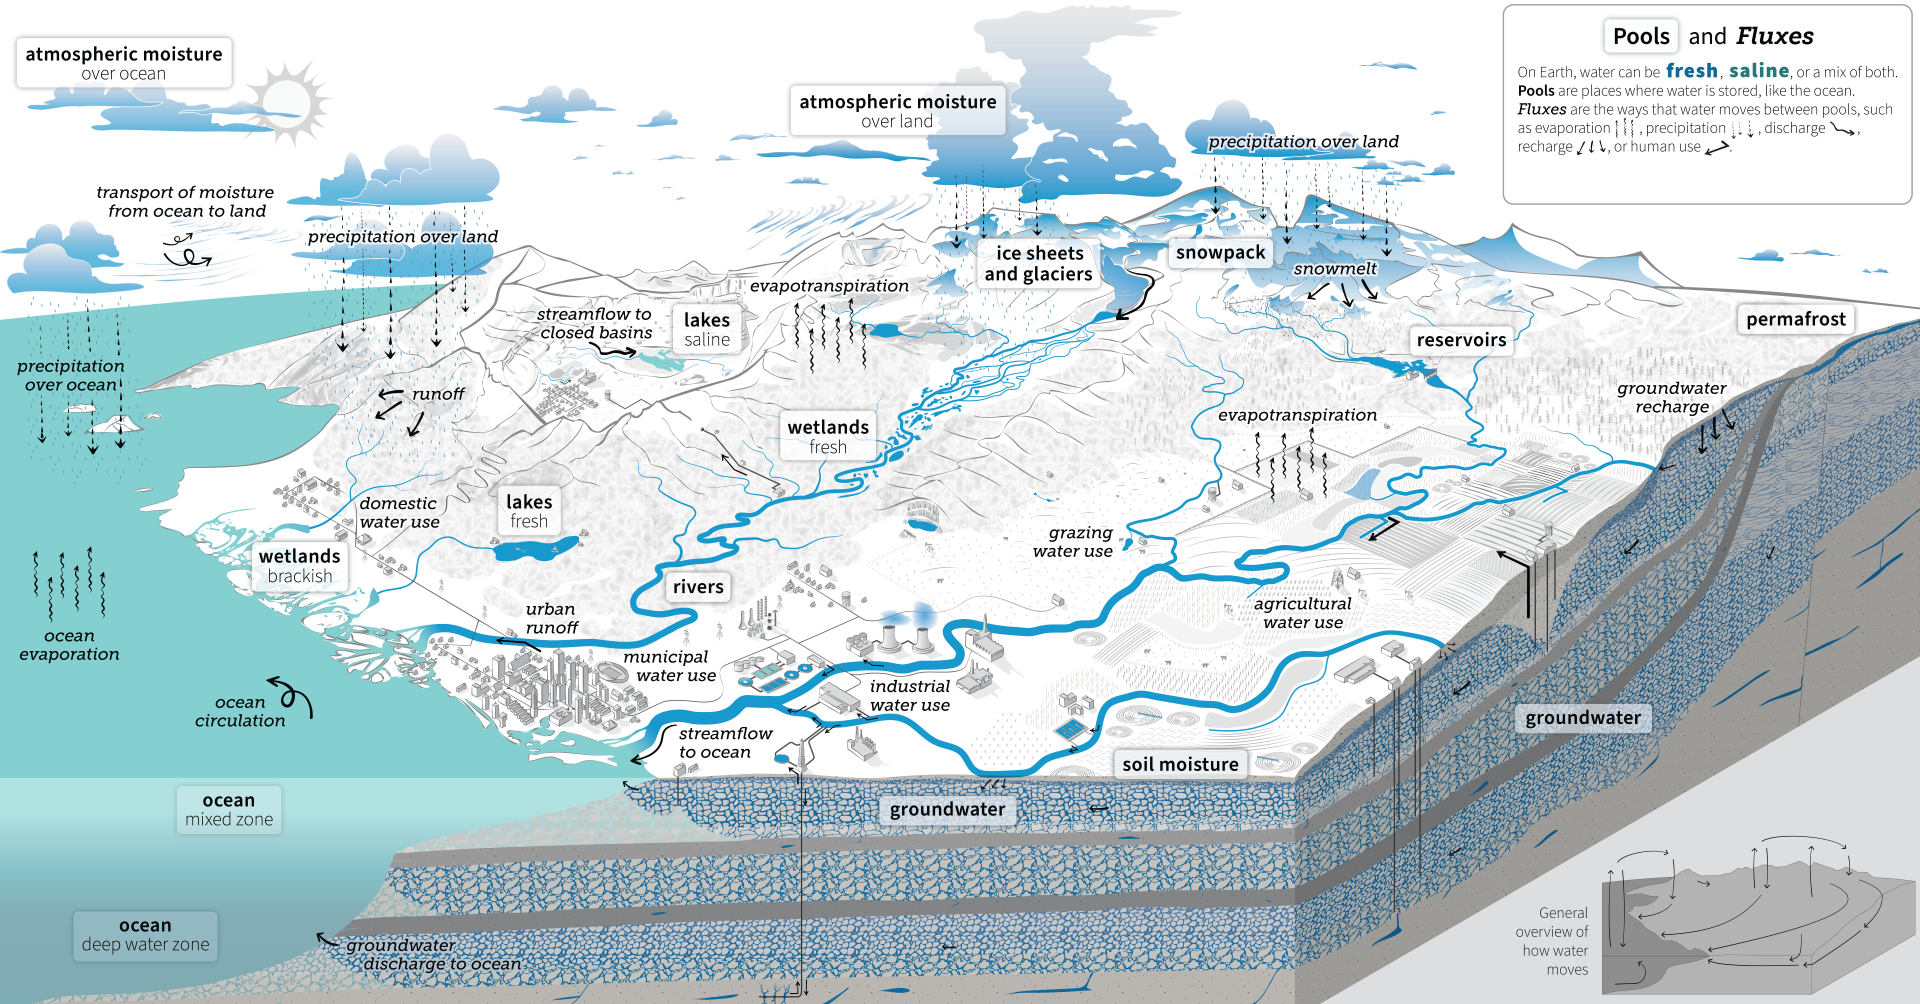 atmospheric moisture
over ocean
atmospheric moisture
over land
Pools and Fluxes
On Earth, water can be fresh, saline, or a mix of both.
Pools are places where water is stored, like the ocean.
Fluxes are the ways that water moves between pools, such
as evaporation , precipitation , discharge ,
recharge , or human use .
precipitation over land
transport of moisture
from ocean to land
precipitation over land
ice sheets
and glaciers
snowpack
snowmelt
evapotranspiration
streamflow to
closed basins
lakes
saline
permafrost
reservoirs
precipitation
over ocean
runoff
groundwater
recharge
evapotranspiration
wetlands
fresh
domestic
water use
lakes
fresh
grazing
water use
wetlands
brackish
rivers
urban
runoff
agricultural
water use
ocean
evaporation
municipal
water use
industrial
water use
ocean
circulation
streamflow
to ocean
groundwater
soil moisture
ocean
mixed zone
groundwater
ocean
deep water zone
groundwater
discharge to ocean
General
overview of
how water
moves